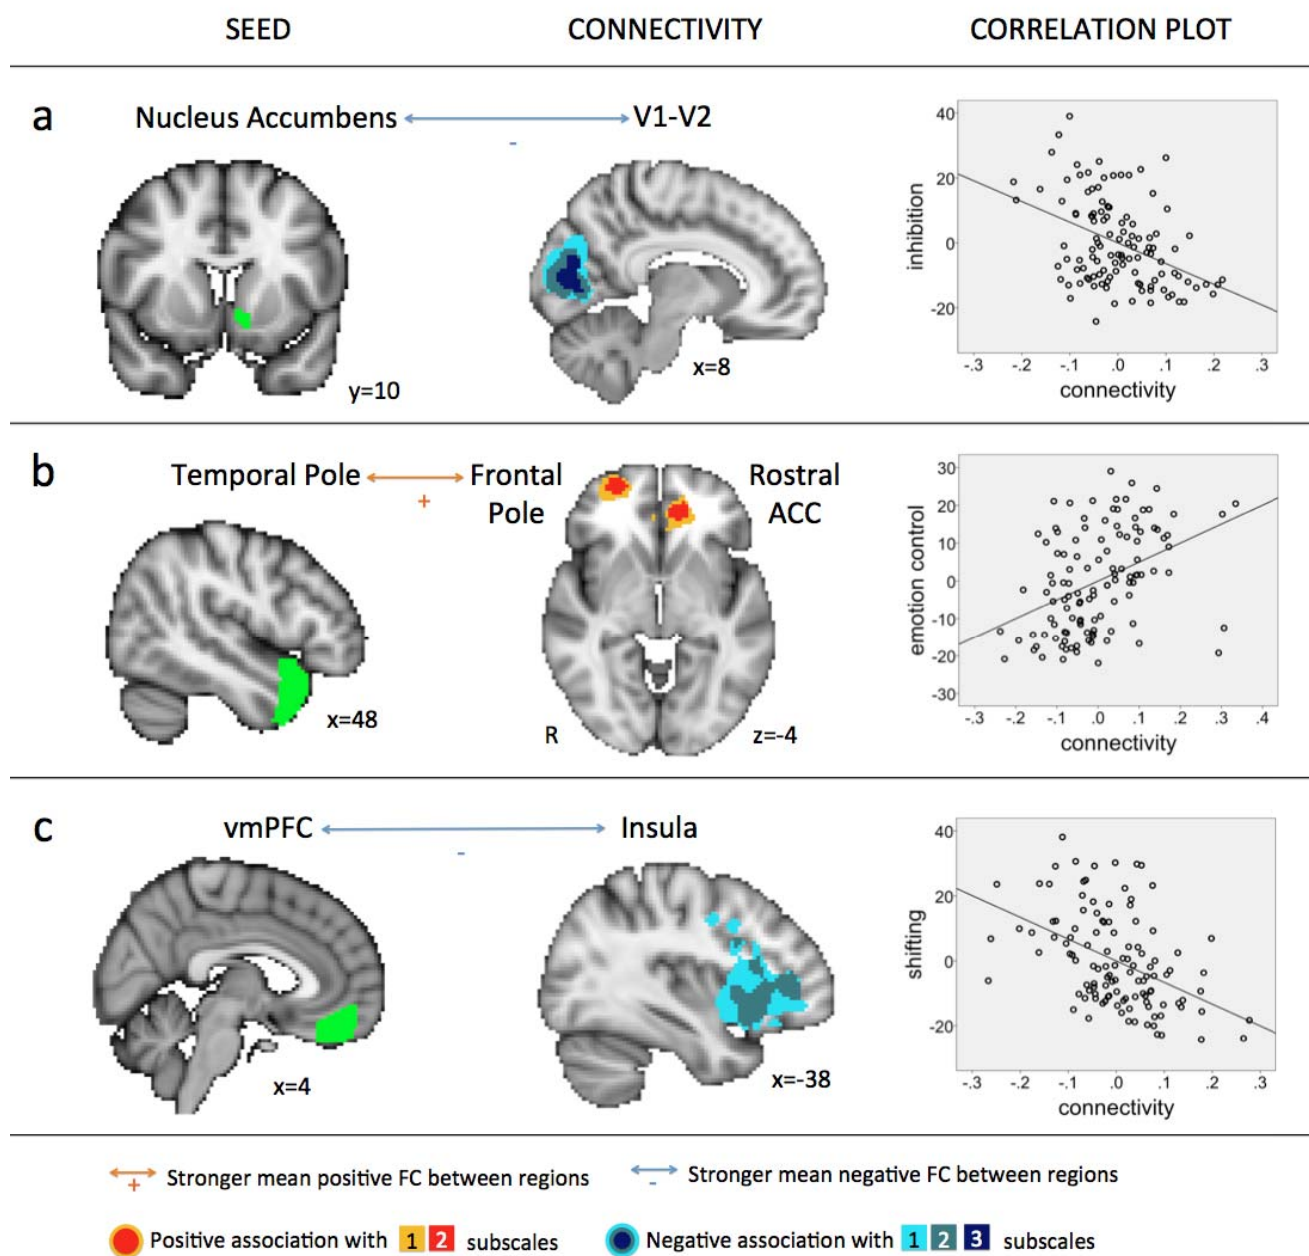 SEED CONNECTIVITY CORRELATION PLOT
a Nucleus Accumbens V1-V2
-
y=10
x=8
40
20
0
-20
inhibition
-.3 -.2 -.1 .0 .1 .2 .3
connectivity
b Temporal Pole Frontal Pole Rostral ACC
+
x=48
R z=-4
30
20
10
0
-10
-20
-30
emotion control
-.3 -.2 -.1 .0 .1 .2 .3 .4
connectivity
c vmPFC Insula
-
x=4
x=-38
40
20
0
-20
shifting
-.3 -.2 -.1 .0 .1 .2 .3
connectivity
+ Stronger mean positive FC between regions - Stronger mean negative FC between regions
Positive association with 1 2 subscales Negative association with 1 2 3 subscales